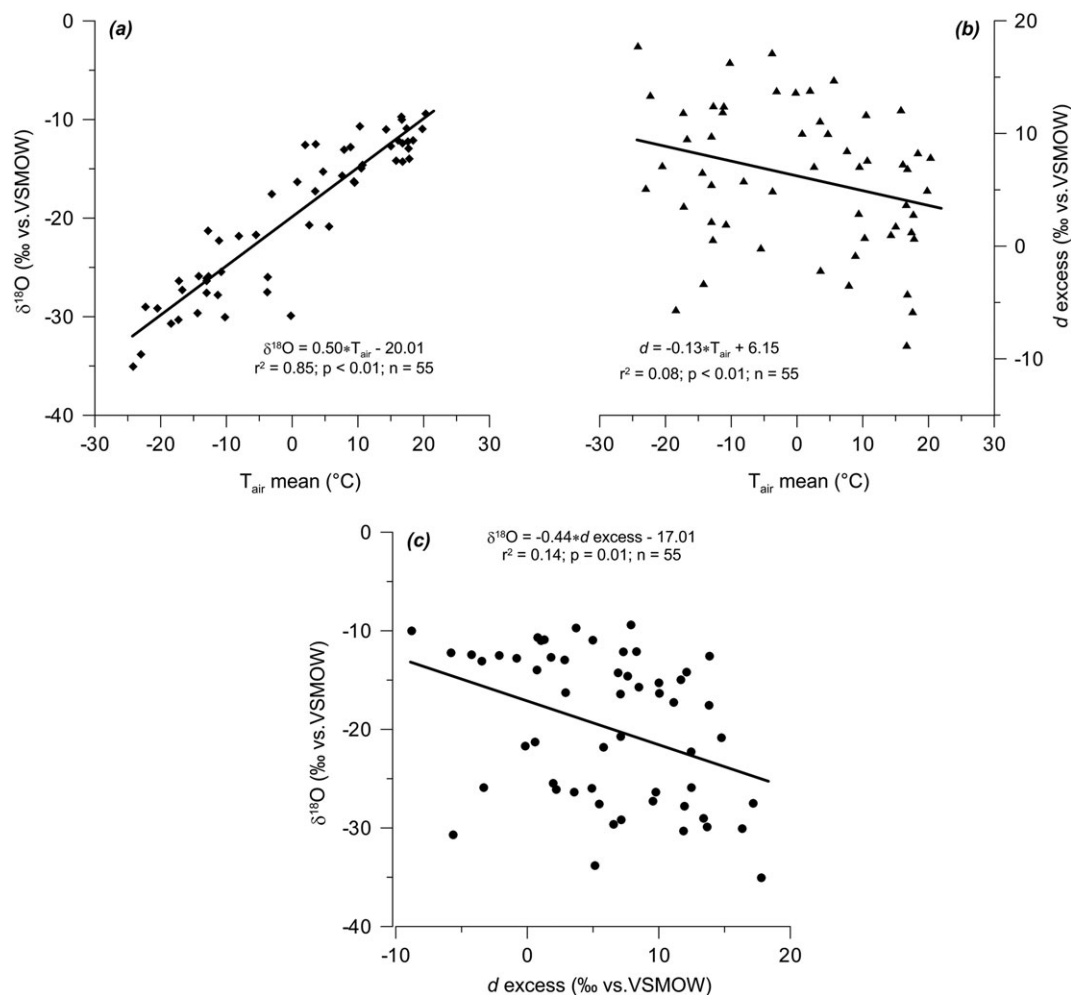 (a)
0
-10
-20
-30
-40
δ¹⁸O (‰ vs.VSMOW)
δ¹⁸O = 0.50*T_air - 20.01
r² = 0.85; p < 0.01; n = 55
-30 -20 -10 0 10 20 30
T_air mean (°C)
(b)
20
10
0
-10
d excess (‰ vs.VSMOW)
d = -0.13*T_air + 6.15
r² = 0.08; p < 0.01; n = 55
-30 -20 -10 0 10 20 30
T_air mean (°C)
(c)
δ¹⁸O = -0.44*d excess - 17.01
r² = 0.14; p = 0.01; n = 55
0
-10
-20
-30
-40
δ¹⁸O (‰ vs.VSMOW)
-10 0 10 20
d excess (‰ vs.VSMOW)